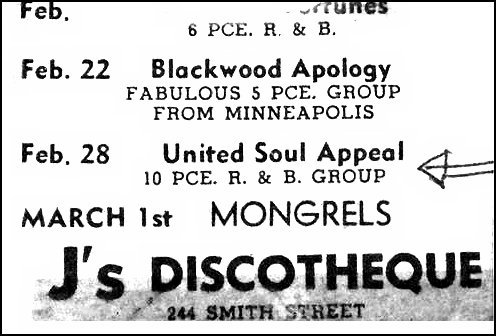 Feb.
6 PCE. R. & B.
Feb. 22 Blackwood Apology
FABULOUS 5 PCE. GROUP
FROM MINNEAPOLIS
Feb. 28 United Soul Appeal
10 PCE. R. & B. GROUP
MARCH 1st MONGRELS
J's DISCOTHEQUE
244 SMITH STREET